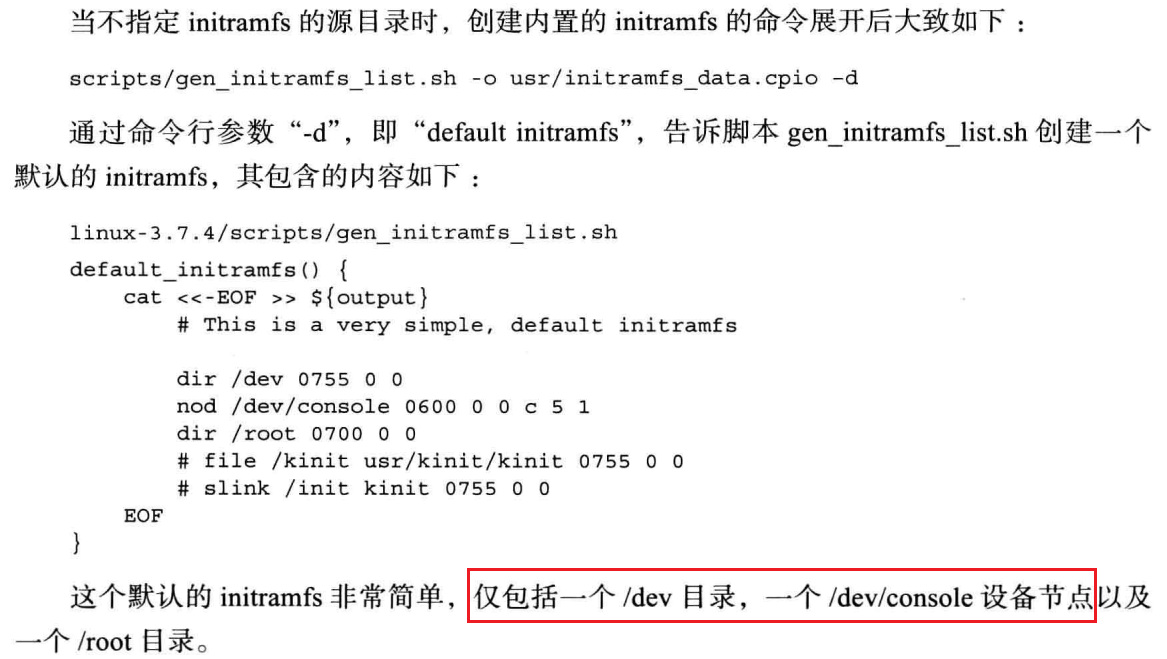 当不指定 initramfs 的源目录时，创建内置的 initramfs 的命令展开后大致如下：
scripts/gen_initramfs_list.sh -o usr/initramfs_data.cpio –d
通过命令行参数“-d”，即“default initramfs”，告诉脚本 gen_initramfs_list.sh 创建一个
默认的 initramfs，其包含的内容如下：
linux-3.7.4/scripts/gen_initramfs_list.sh
default_initramfs() {
    cat <<-EOF >> ${output}
        # This is a very simple, default initramfs
        dir /dev 0755 0 0
        nod /dev/console 0600 0 0 c 5 1
        dir /root 0700 0 0
        # file /kinit usr/kinit/kinit 0755 0 0
        # slink /init kinit 0755 0 0
    EOF
}
这个默认的 initramfs 非常简单，仅包括一个 /dev 目录，一个 /dev/console 设备节点以及
一个 /root 目录。